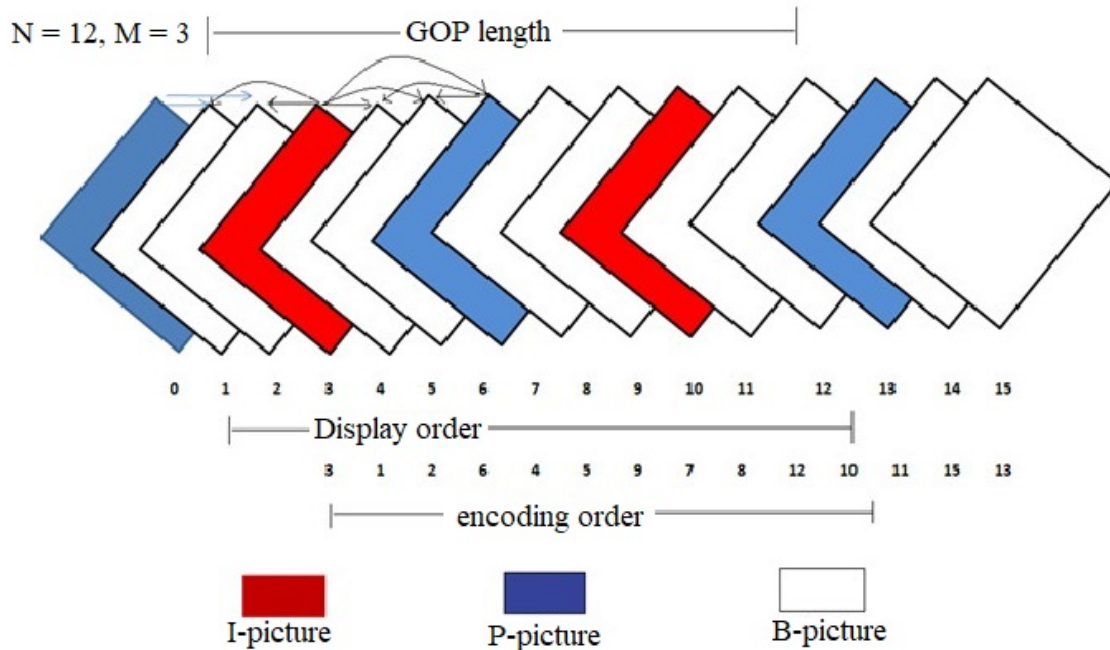 N = 12, M = 3
GOP length
0 1 2 3 4 5 6 7 8 9 10 11 12 13 14 15
Display order
3 1 2 6 4 5 9 7 8 12 10 11 15 13
encoding order
I-picture
P-picture
B-picture